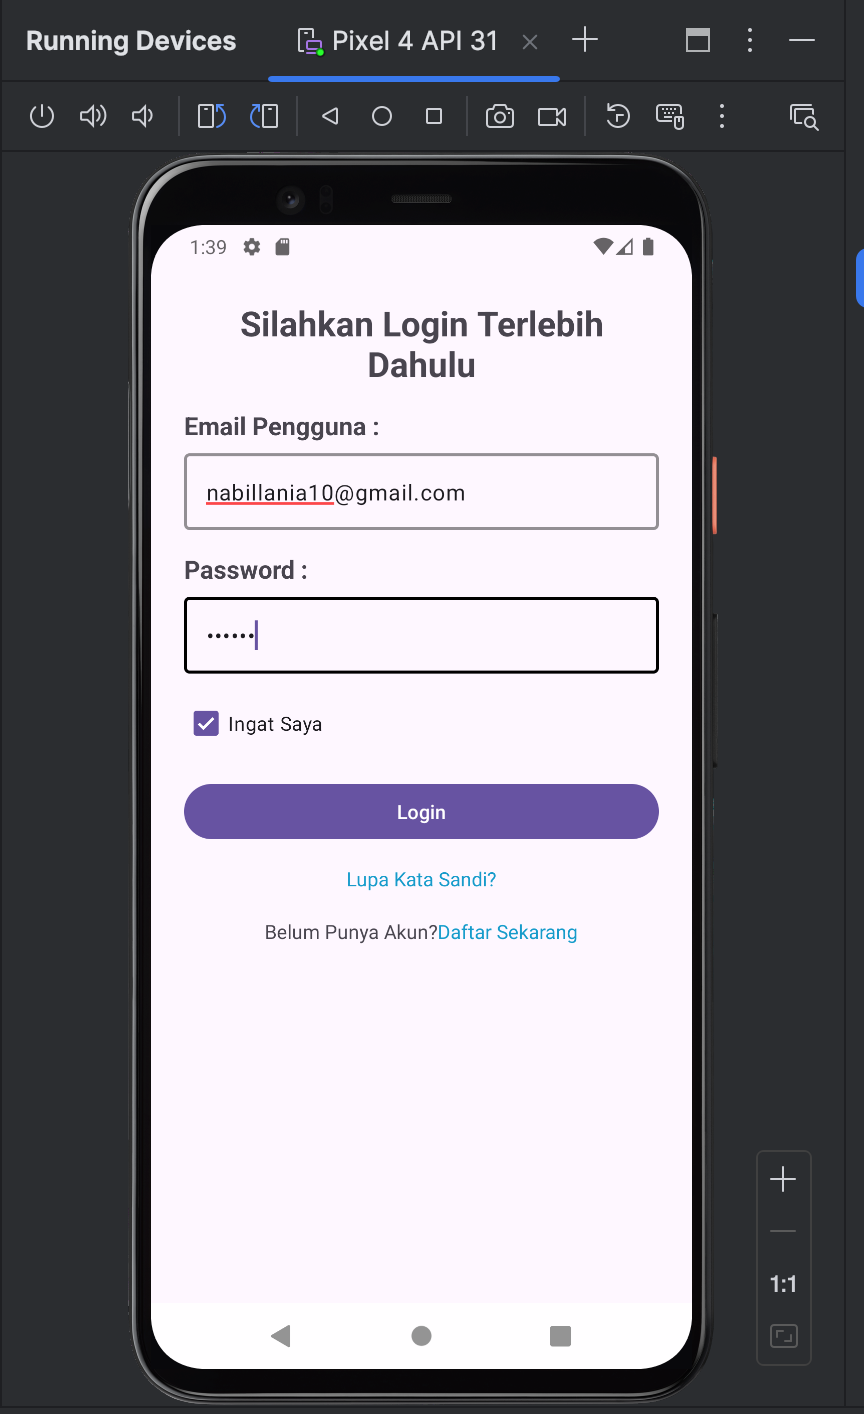 Running Devices
Pixel 4 API 31
1:39
Silahkan Login Terlebih
Dahulu
Email Pengguna :
nabillania10@gmail.com
Password :
••••••
Ingat Saya
Login
Lupa Kata Sandi?
Belum Punya Akun?Daftar Sekarang
1:1